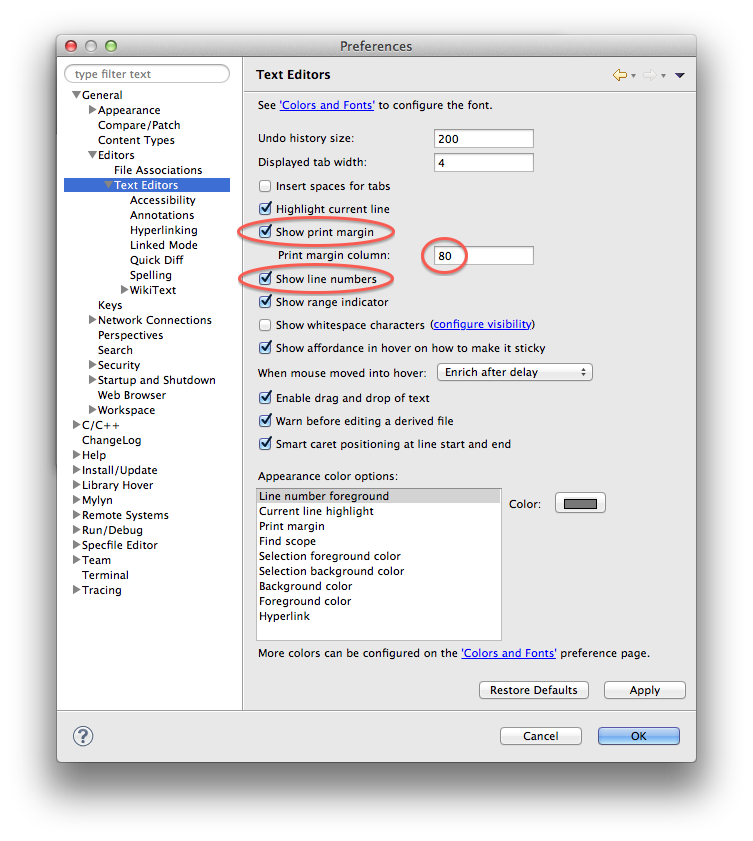 Preferences
type filter text
General
Appearance
Compare/Patch
Content Types
Editors
File Associations
Text Editors
Accessibility
Annotations
Hyperlinking
Linked Mode
Quick Diff
Spelling
WikiText
Keys
Network Connections
Perspectives
Search
Security
Startup and Shutdown
Web Browser
Workspace
C/C++
ChangeLog
Help
Install/Update
Library Hover
Mylyn
Remote Systems
Run/Debug
Specfile Editor
Team
Terminal
Tracing
Text Editors
See 'Colors and Fonts' to configure the font.
Undo history size: 200
Displayed tab width: 4
Insert spaces for tabs
Highlight current line
Show print margin
Print margin column: 80
Show line numbers
Show range indicator
Show whitespace characters (configure visibility)
Show affordance in hover on how to make it sticky
When mouse moved into hover: Enrich after delay
Enable drag and drop of text
Warn before editing a derived file
Smart caret positioning at line start and end
Appearance color options:
Line number foreground
Current line highlight
Print margin
Find scope
Selection foreground color
Selection background color
Background color
Foreground color
Hyperlink
Color:
More colors can be configured on the 'Colors and Fonts' preference page.
Restore Defaults Apply
? Cancel OK